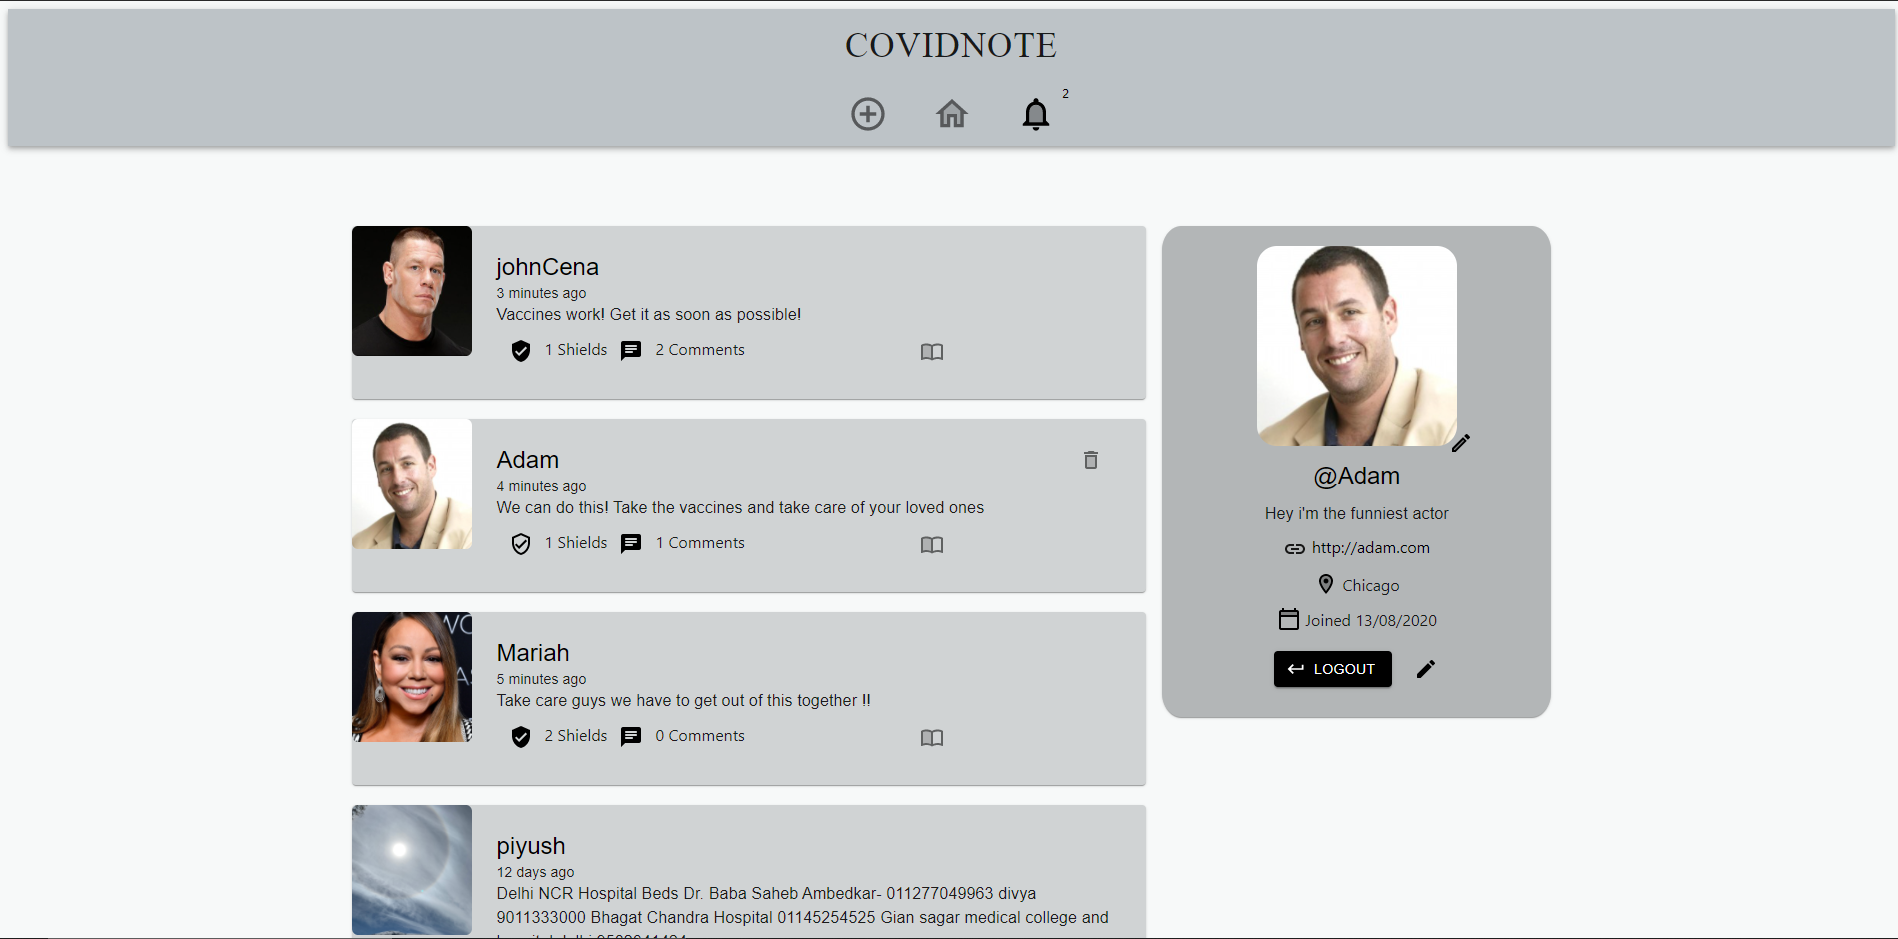 COVIDNOTE
2
johnCena
3 minutes ago
Vaccines work! Get it as soon as possible!
1 Shields 2 Comments
Adam
4 minutes ago
We can do this! Take the vaccines and take care of your loved ones
1 Shields 1 Comments
Mariah
5 minutes ago
Take care guys we have to get out of this together !!
2 Shields 0 Comments
piyush
12 days ago
Delhi NCR Hospital Beds Dr. Baba Saheb Ambedkar- 011277049963 divya
9011333000 Bhagat Chandra Hospital 01145254525 Gian sagar medical college and
@Adam
Hey i'm the funniest actor
http://adam.com
Chicago
Joined 13/08/2020
LOGOUT